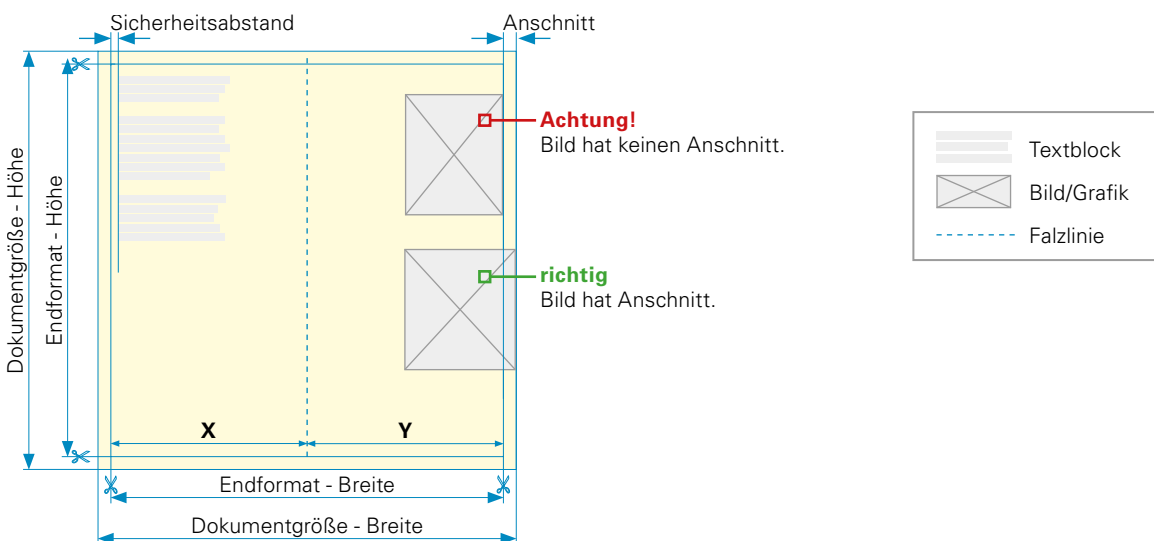 Sicherheitsabstand
Anschnitt
Dokumentgröße - Höhe
Endformat - Höhe
Achtung!
Bild hat keinen Anschnitt.
richtig
Bild hat Anschnitt.
X
Y
Endformat - Breite
Dokumentgröße - Breite
Textblock
Bild/Grafik
Falzlinie